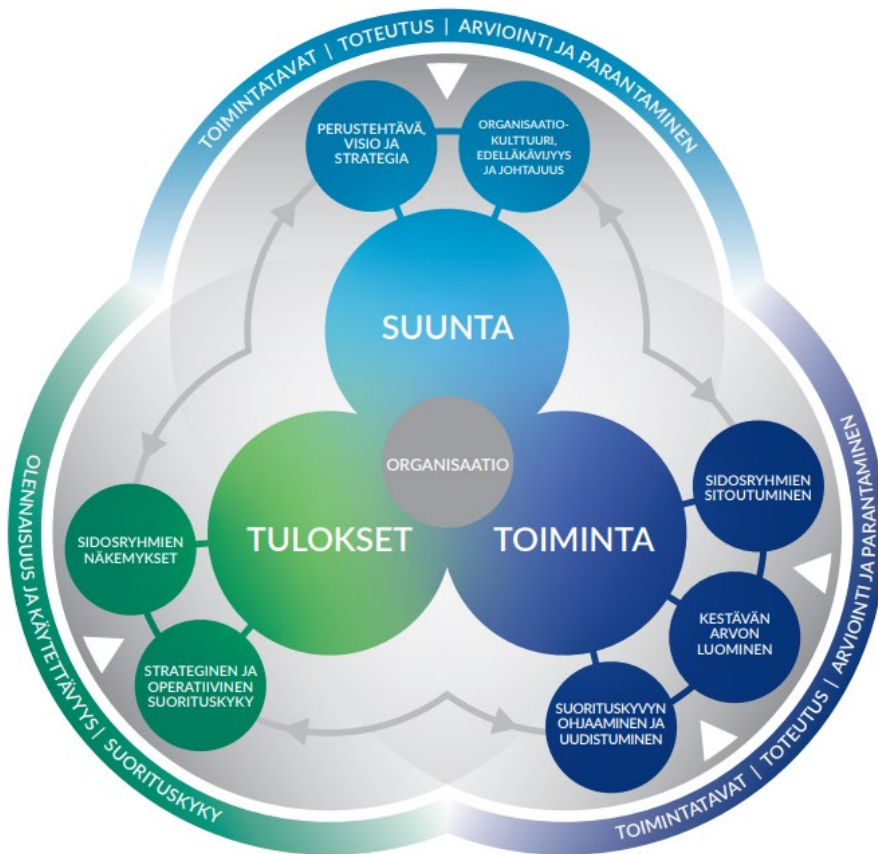 TOIMINTATAVAT | TOTEUTUS | ARVIOINTI JA PARANTAMINEN
PERUSTEHTÄVÄ,
VISIO JA
STRATEGIA
ORGANISAATIO-
KULTTUURI,
EDELLÄKÄVIJYYS
JA JOHTAJUUS
SUUNTA
ORGANISAATIO
TULOKSET
TOIMINTA
SIDOSRYHMIEN
SITOUTUMINEN
KESTÄVÄN
ARVON
LUOMINEN
SUORITUSKYVYN
OHJAAMINEN JA
UUDISTUMINEN
TOIMINTATAVAT | TOTEUTUS | ARVIOINTI JA PARANTAMINEN
SIDOSRYHMIEN
NÄKEMYKSET
STRATEGINEN JA
OPERATIIVINEN
SUORITUSKYKY
OLENNAISUUS JA KÄYTETTÄVYYS | SUORITUSKYKY